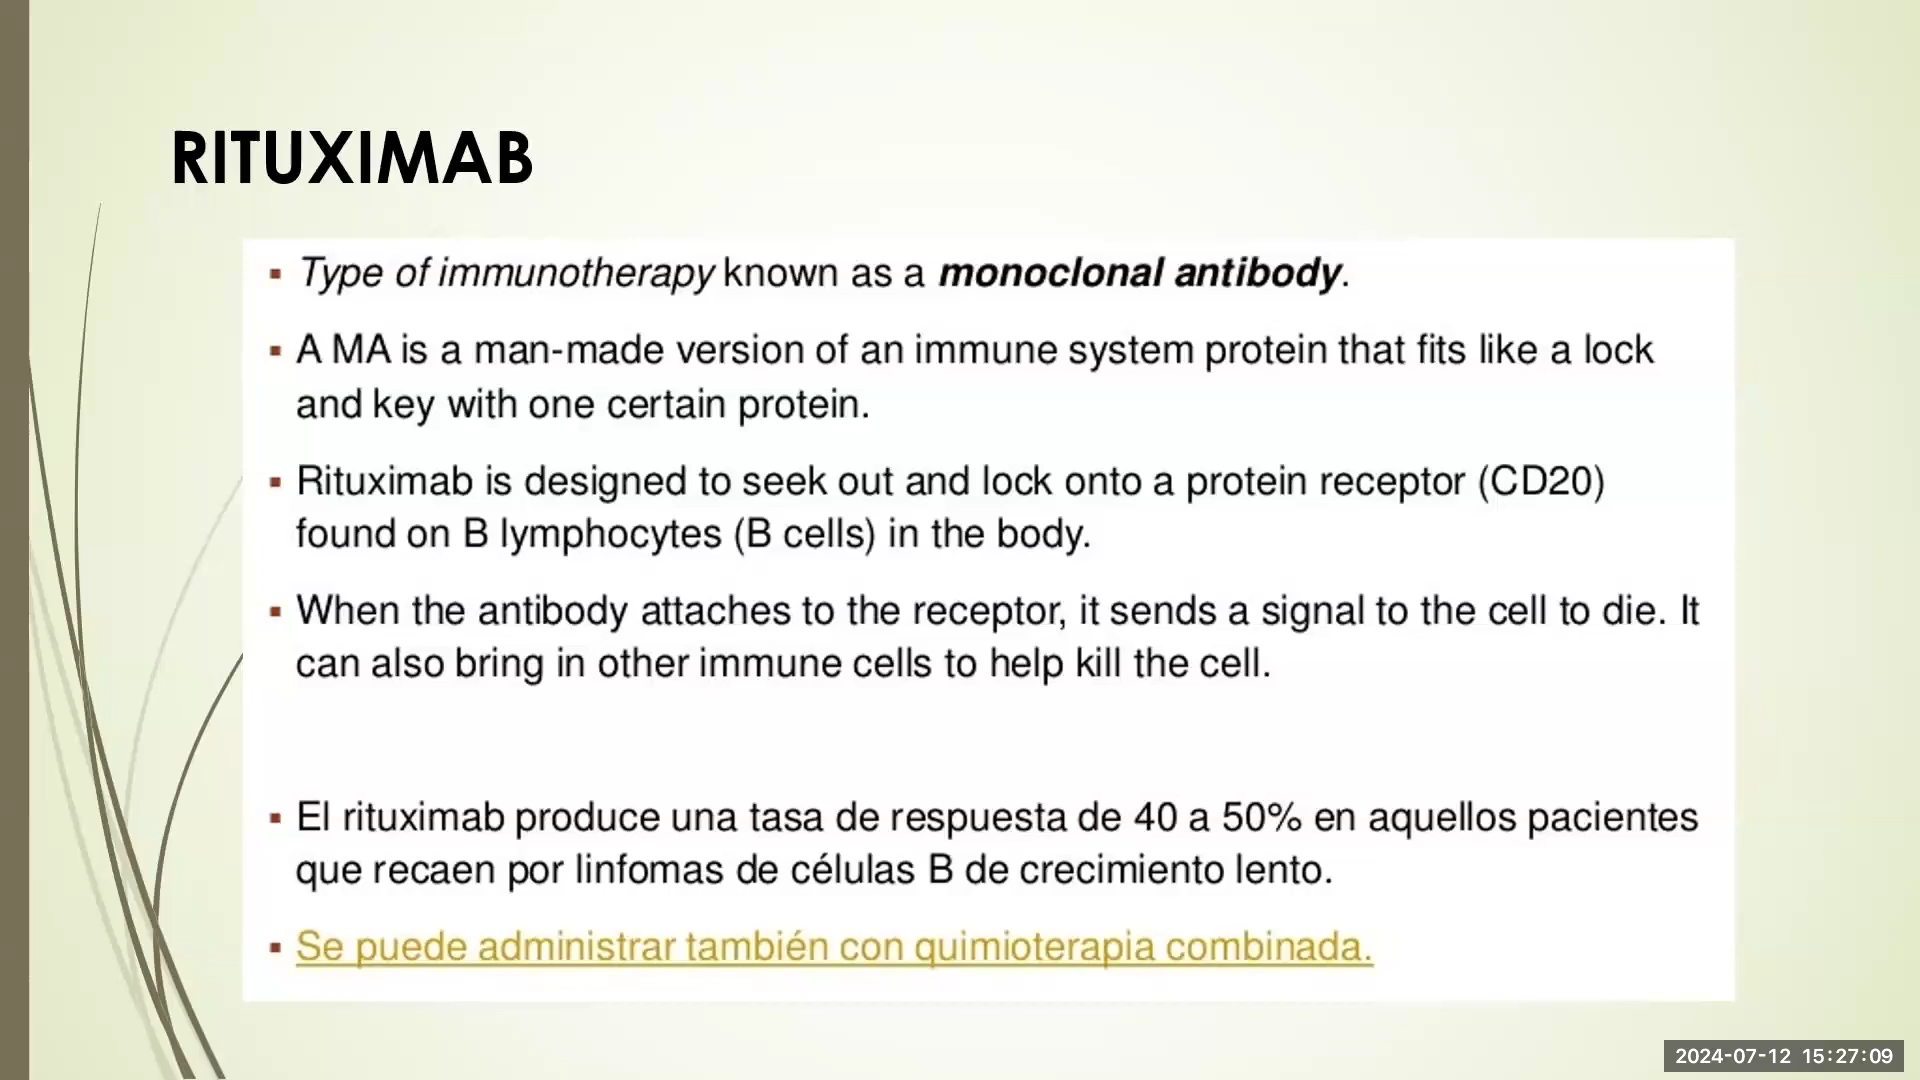 RITUXIMAB
▪ Type of immunotherapy known as a monoclonal antibody.
▪ A MA is a man-made version of an immune system protein that fits like a lock
and key with one certain protein.
▪ Rituximab is designed to seek out and lock onto a protein receptor (CD20)
found on B lymphocytes (B cells) in the body.
▪ When the antibody attaches to the receptor, it sends a signal to the cell to die. It
can also bring in other immune cells to help kill the cell.
▪ El rituximab produce una tasa de respuesta de 40 a 50% en aquellos pacientes
que recaen por linfomas de células B de crecimiento lento.
▪ Se puede administrar también con quimioterapia combinada.
2024-07-12 15:27:09